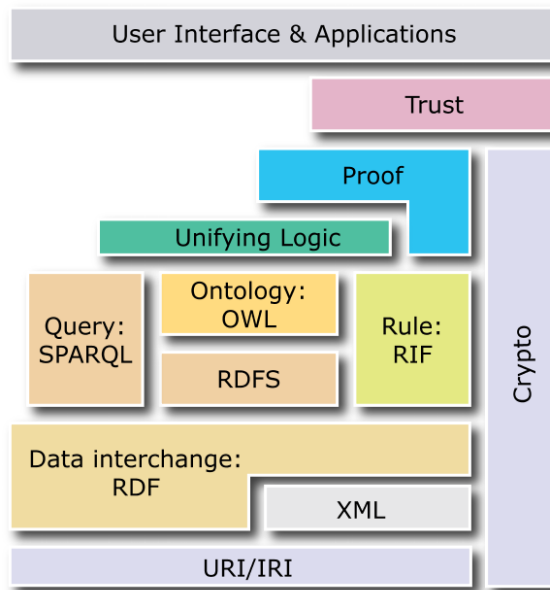 User Interface & Applications
Trust
Proof
Unifying Logic
Query:
SPARQL
Ontology:
OWL
RDFS
Rule:
RIF
Crypto
Data interchange:
RDF
XML
URI/IRI